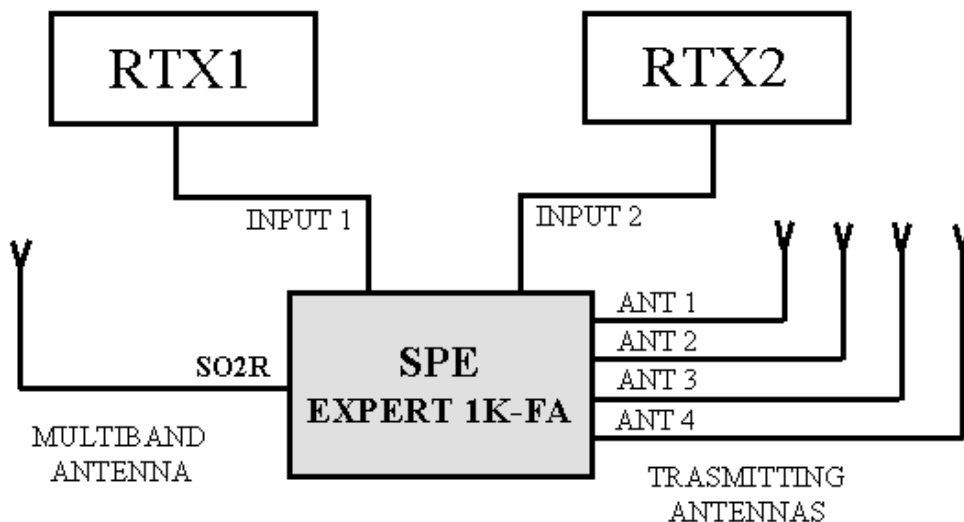 RTX1
RTX2
INPUT 1
INPUT 2
ANT 1
ANT 2
ANT 3
ANT 4
SO2R
SPE
EXPERT 1K-FA
MULTIBAND
ANTENNA
TRASMITTING
ANTENNAS